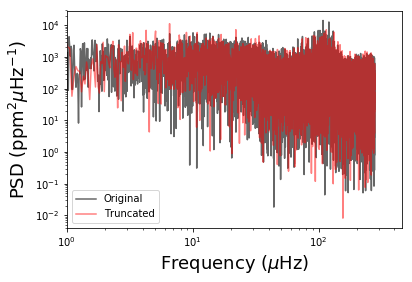 10⁴
10³
10²
10¹
10⁰
10⁻¹
10⁻²
PSD (ppm²μHz⁻¹)
Original
Truncated
10⁰ 10¹ 10²
Frequency (μHz)